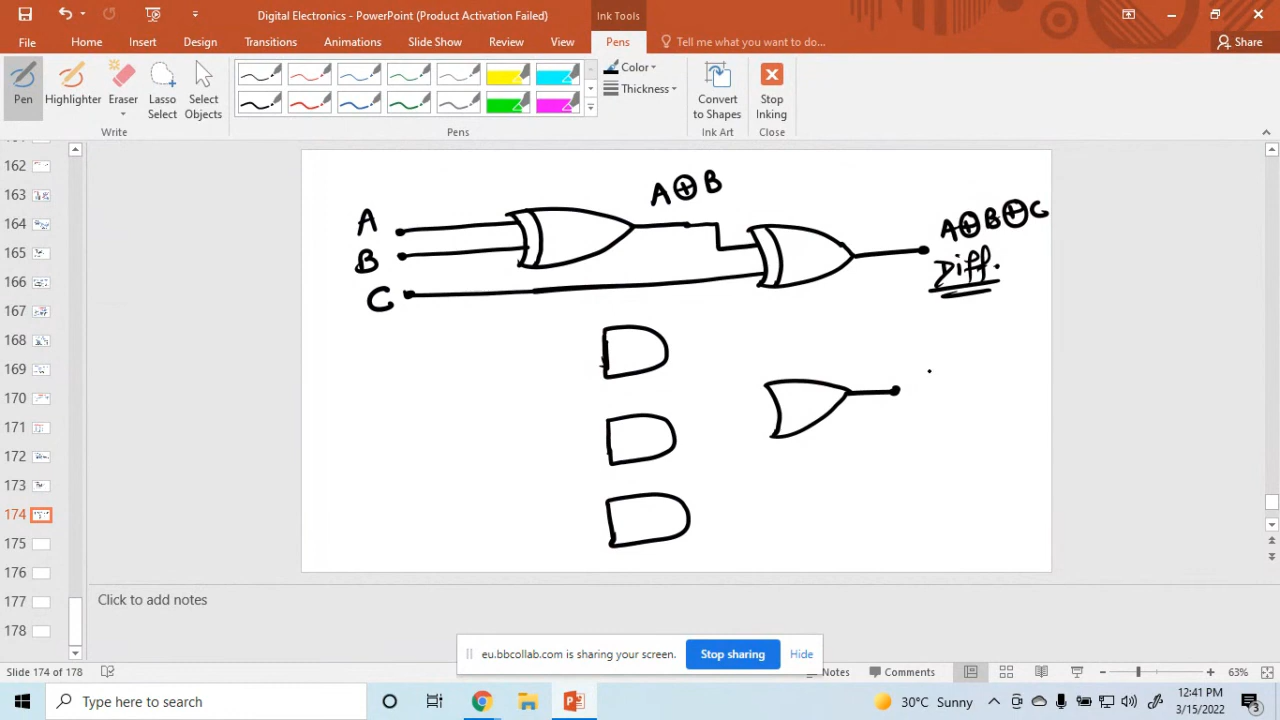 Digital Electronics - PowerPoint (Product Activation Failed)
Ink Tools
File
Home
Insert
Design
Transitions
Animations
Slide Show
Review
View
Pens
Tell me what you want to do...
Share
Pen
Highlighter
Eraser
Lasso Select
Select Objects
Color
Thickness
Convert to Shapes
Stop Inking
Write
Pens
Ink Art
Close
162
163
164
165
166
167
168
169
170
171
172
173
174
175
176
177
178
A⊕B
A
B
C
A⊕B⊕C
Diff.
Click to add notes
eu.bbcollab.com is sharing your screen.
Stop sharing
Hide
Slide 174 of 178
Notes
Comments
63%
Type here to search
30°C Sunny
12:41 PM
3/15/2022
3